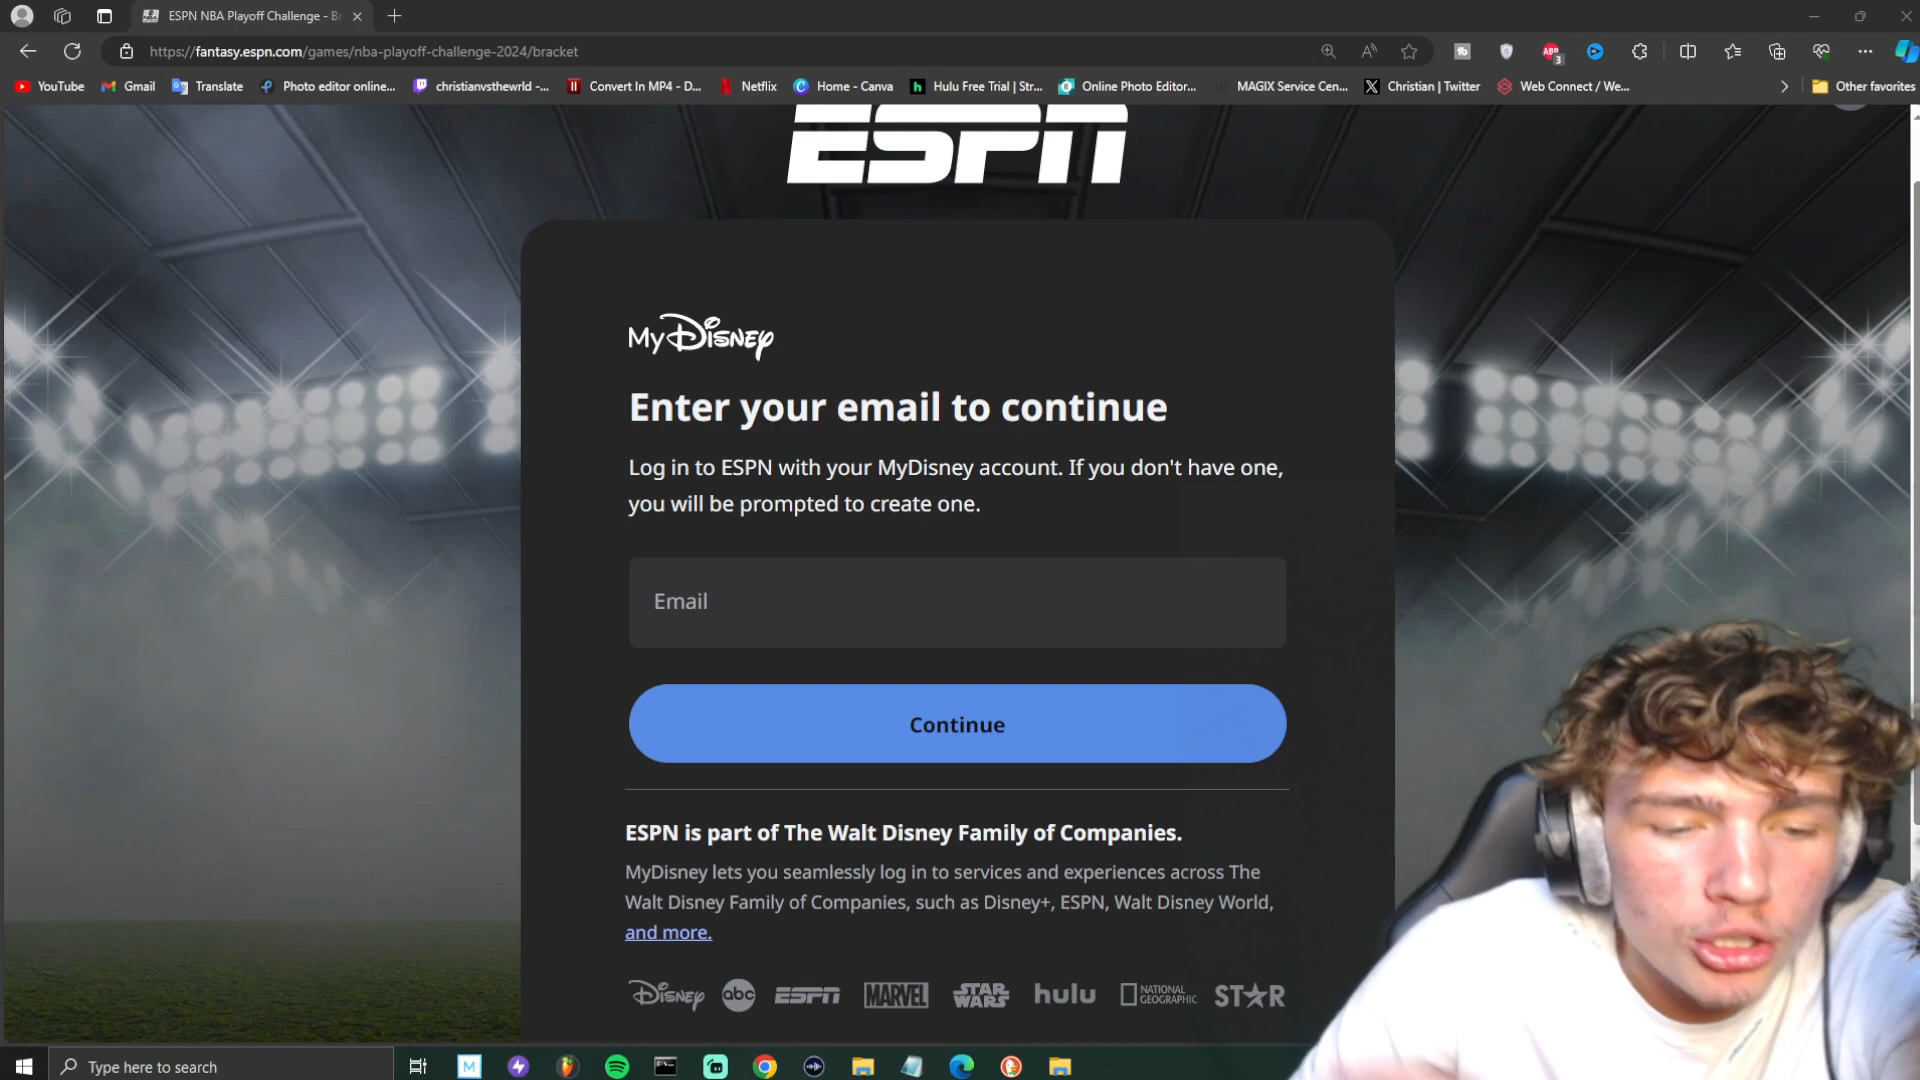 ESPN NBA Playoff Challenge - Br
https://fantasy.espn.com/games/nba-playoff-challenge-2024/bracket
ABP
3
YouTube
Gmail
Translate
Photo editor online...
christianvsthewrld -...
Convert In MP4 - D...
Netflix
Home - Canva
Hulu Free Trial | Str...
Online Photo Editor...
MAGIX Service Cen...
Christian | Twitter
Web Connect / We...
Other favorites
ESPN
My Disney
Enter your email to continue
Log in to ESPN with your MyDisney account. If you don't have one,
you will be prompted to create one.
Email
Continue
ESPN is part of The Walt Disney Family of Companies.
MyDisney lets you seamlessly log in to services and experiences across The
Walt Disney Family of Companies, such as Disney+, ESPN, Walt Disney World,
and more.
Disney abc ESPN MARVEL STAR WARS hulu NATIONAL GEOGRAPHIC STAR
Type here to search
M